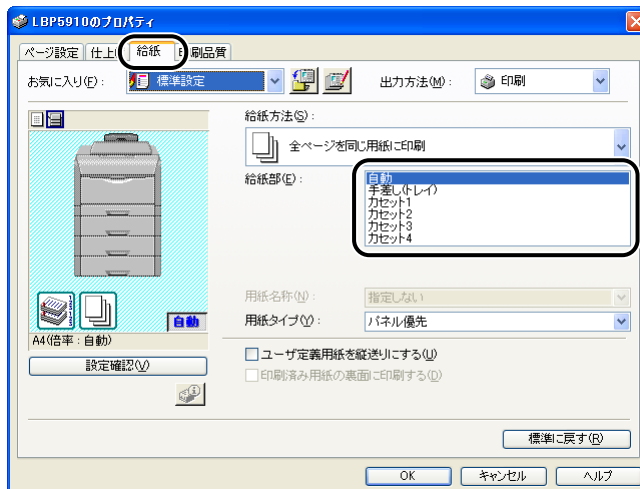 LBP5910のプロパティ
ページ設定 仕上 給紙 印刷品質
お気に入り(F): 標準設定 出力方法(M): 印刷
給紙方法(S):
全ページを同じ用紙に印刷
給紙部(E): 自動
手差し(トレイ)
カセット1
カセット2
カセット3
カセット4
自動
A4(倍率:自動)
設定確認(V)
用紙名称(N): 指定しない
用紙タイプ(Y): パネル優先
ユーザ定義用紙を縦送りにする(U)
印刷済み用紙の裏面に印刷する(D)
標準に戻す(R)
OK キャンセル ヘルプ